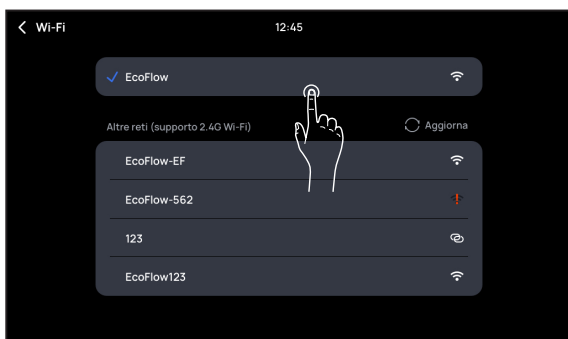 Wi-Fi
12:45
EcoFlow
Altre reti (supporto 2.4G Wi-Fi)
Aggiorna
EcoFlow-EF
EcoFlow-562
123
EcoFlow123